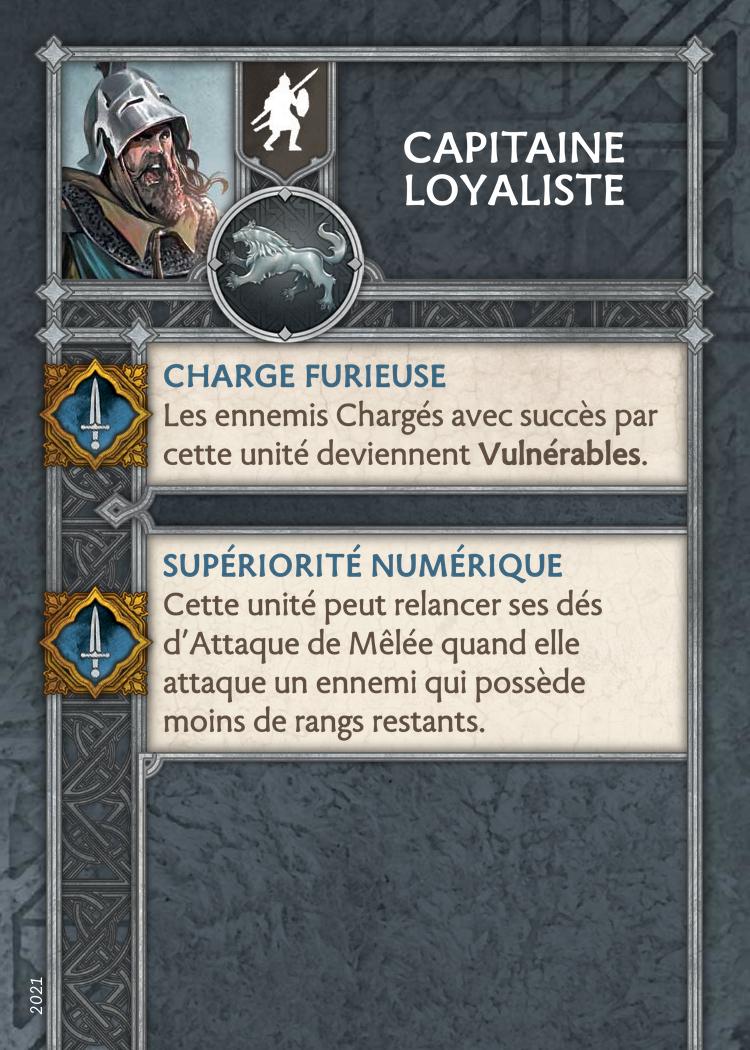 CAPITAINE
LOYALISTE
CHARGE FURIEUSE
Les ennemis Chargés avec succès par
cette unité deviennent Vulnérables.
SUPÉRIORITÉ NUMÉRIQUE
Cette unité peut relancer ses dés
d'Attaque de Mêlée quand elle
attaque un ennemi qui possède
moins de rangs restants.
2021